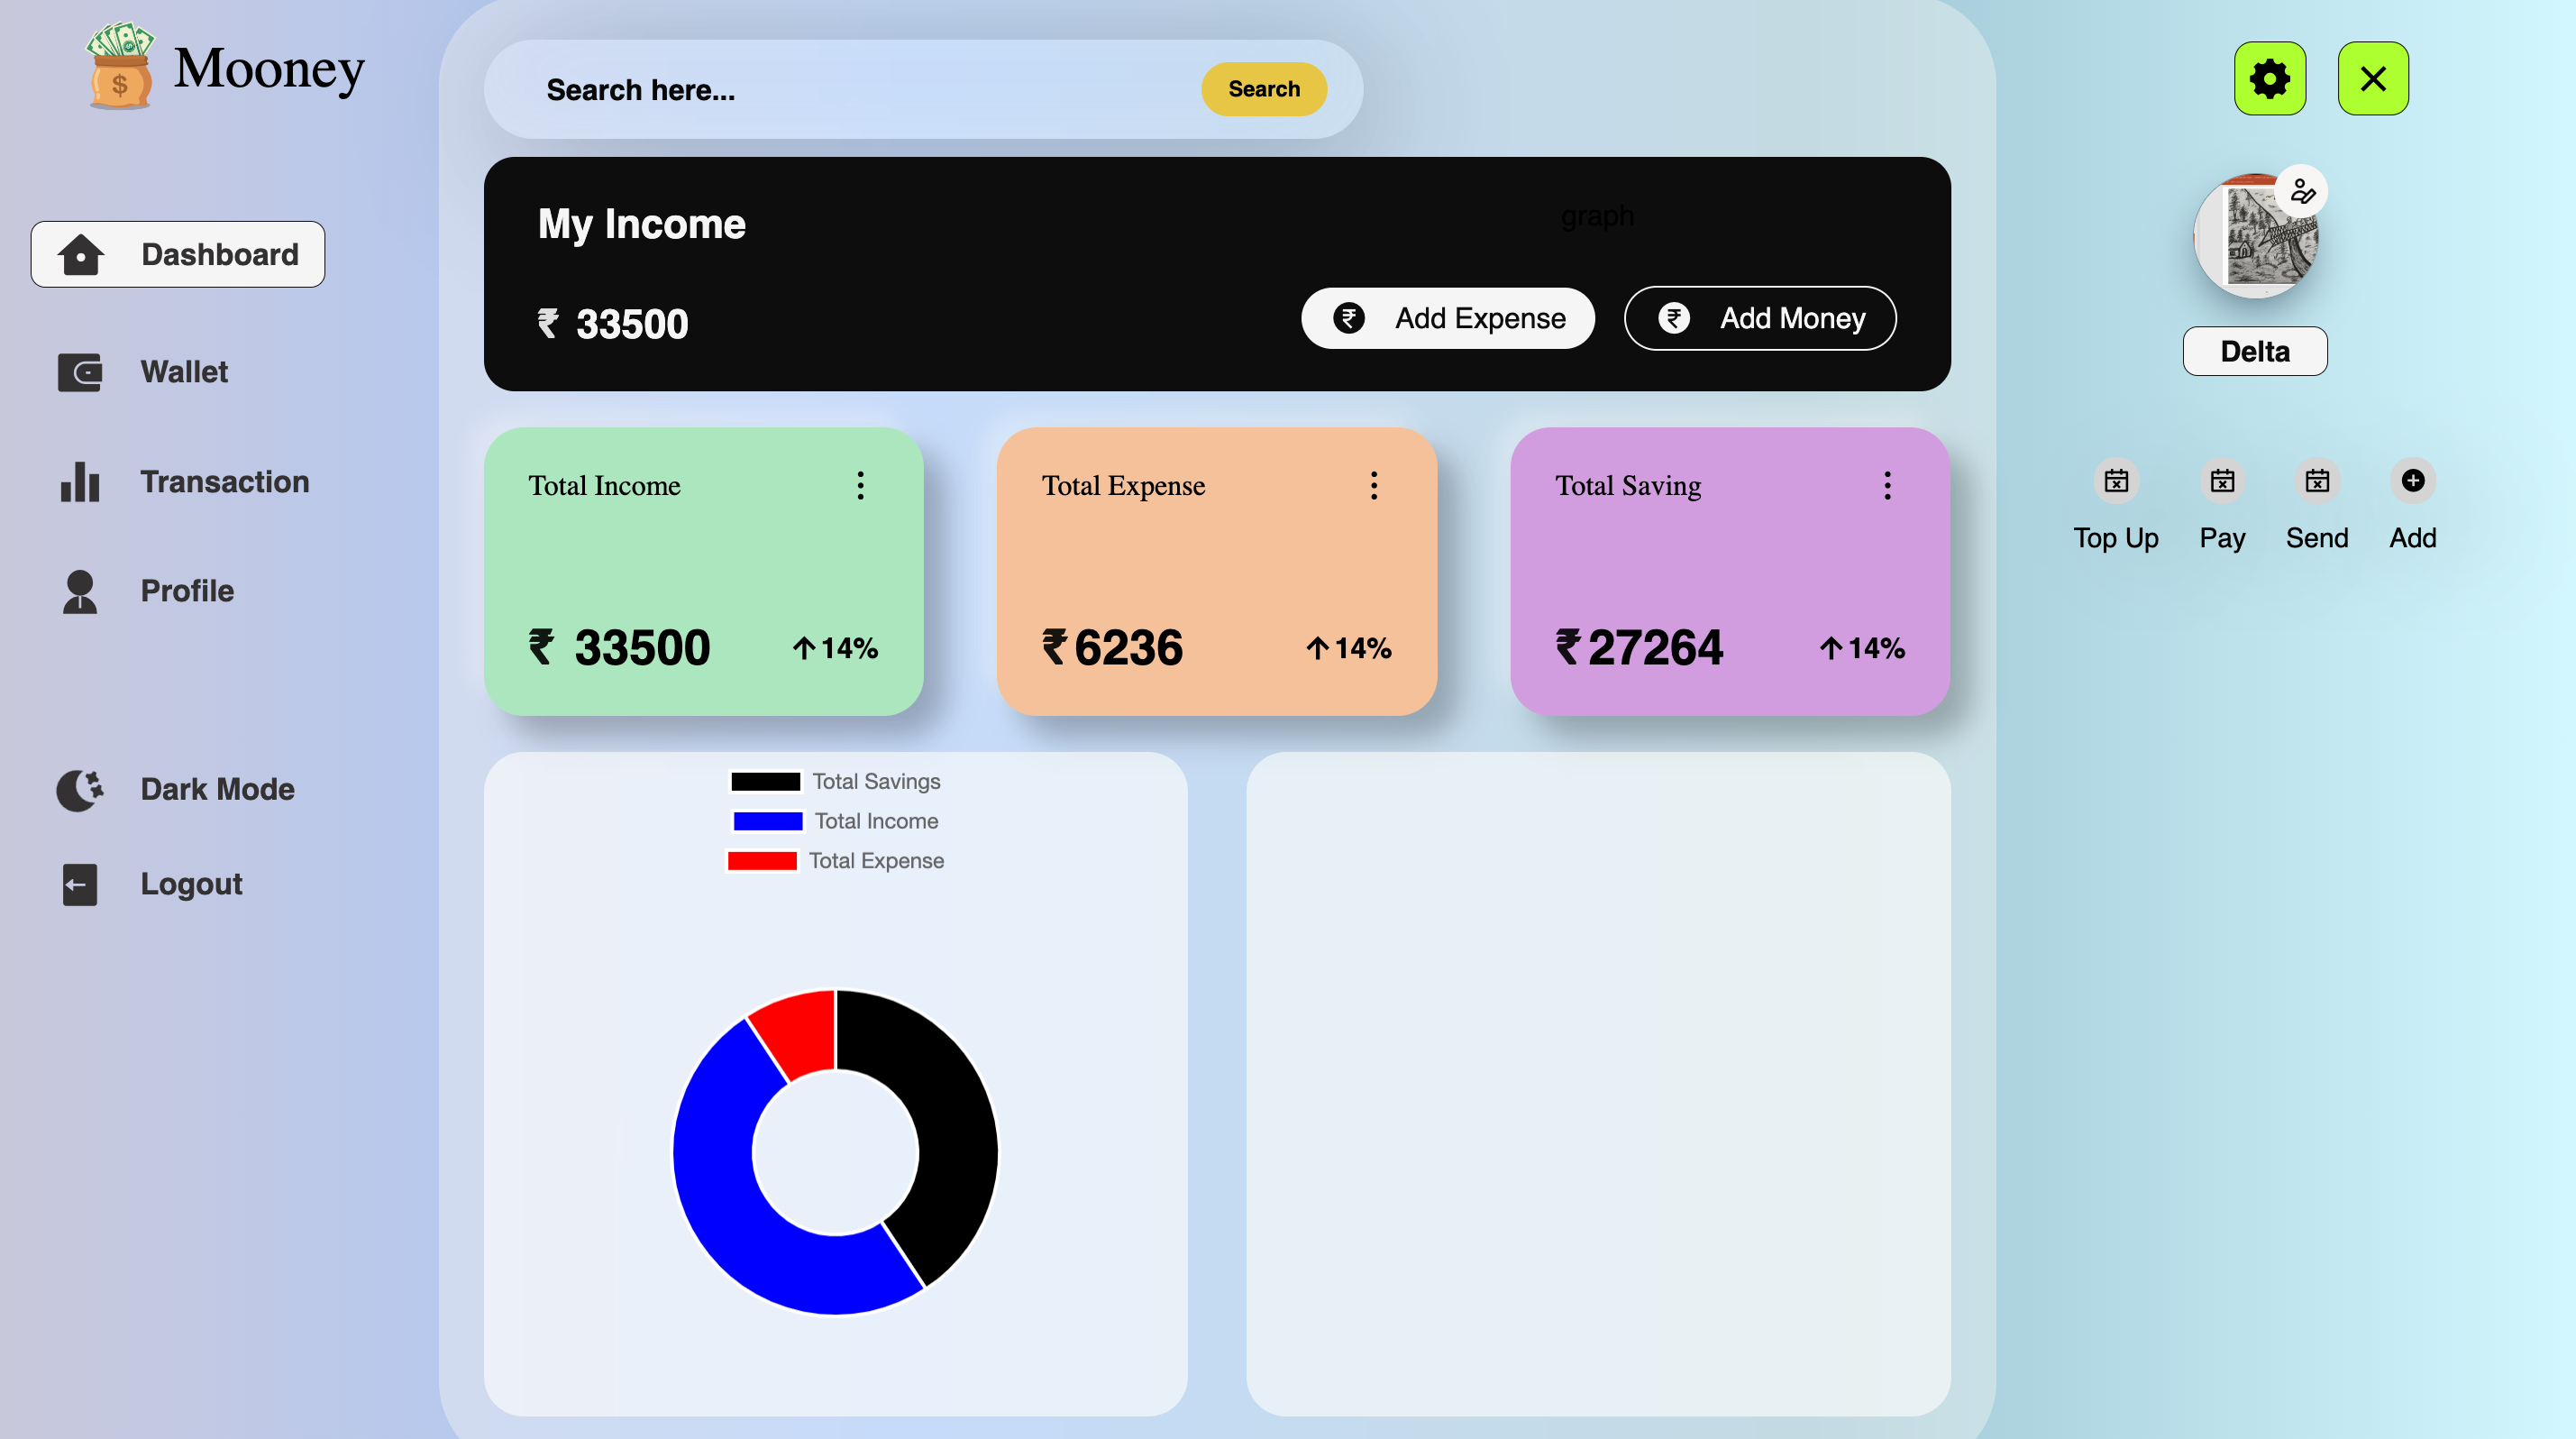 Mooney
Dashboard
Wallet
Transaction
Profile
Dark Mode
Logout
Search here...
Search
My Income
graph
₹ 33500
₹ Add Expense
₹ Add Money
Total Income
₹ 33500
14%
Total Expense
₹ 6236
14%
Total Saving
₹ 27264
14%
Total Savings
Total Income
Total Expense
Delta
Top Up
Pay
Send
Add